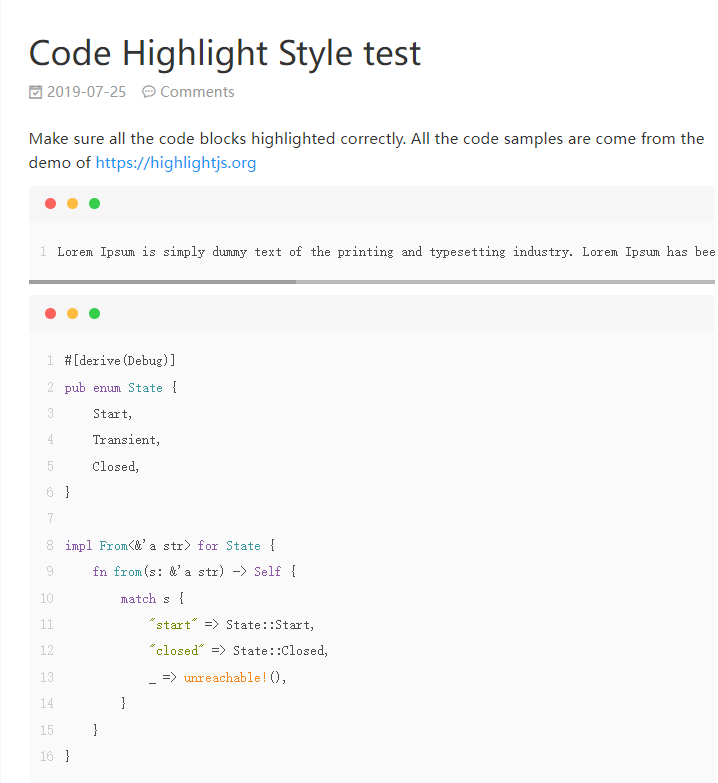 Code Highlight Style test
2019-07-25 Comments
Make sure all the code blocks highlighted correctly. All the code samples are come from the
demo of https://highlightjs.org
1 Lorem Ipsum is simply dummy text of the printing and typesetting industry. Lorem Ipsum has bee
1 #[derive(Debug)]
2 pub enum State {
3     Start,
4     Transient,
5     Closed,
6 }
7
8 impl From<&'a str> for State {
9     fn from(s: &'a str) -> Self {
10         match s {
11             "start" => State::Start,
12             "closed" => State::Closed,
13             _ => unreachable!(),
14         }
15     }
16 }